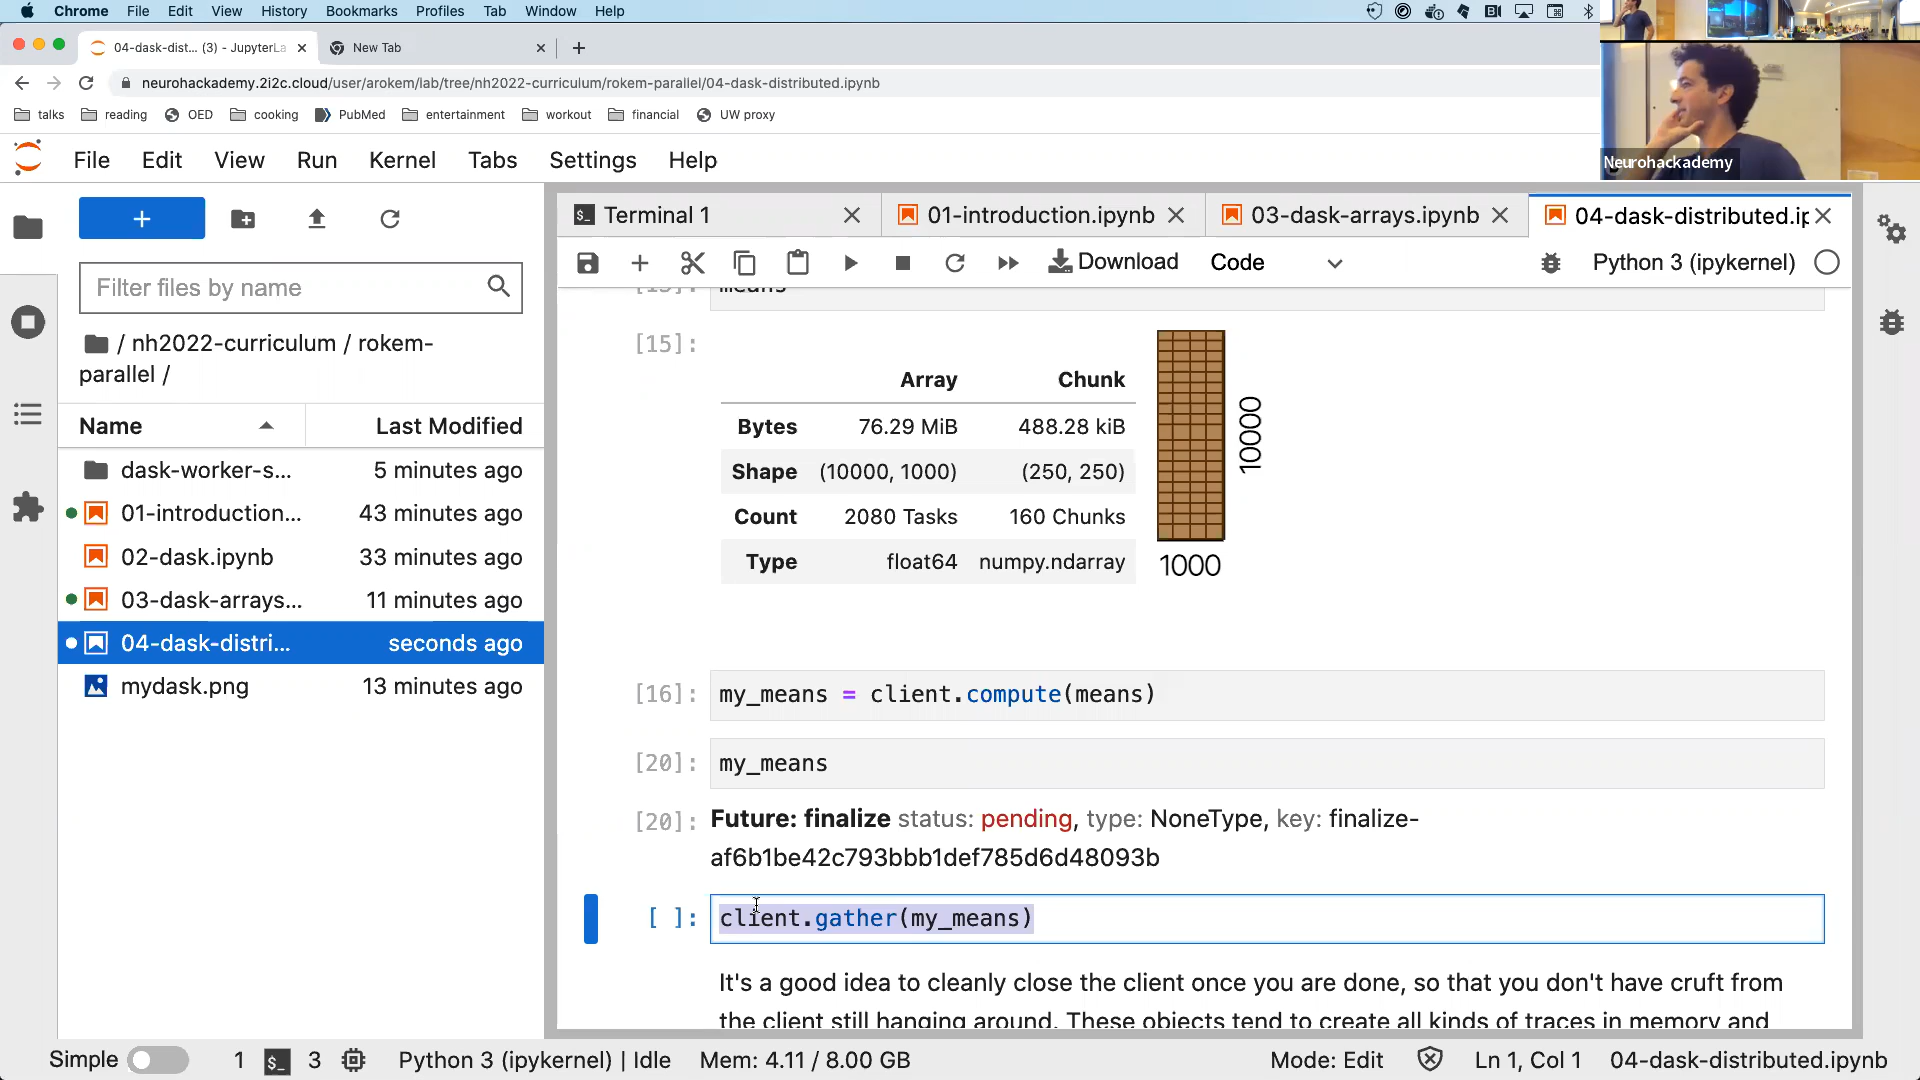 Chrome File Edit View History Bookmarks Profiles Tab Window Help
04-dask-dist... (3) - JupyterLa
New Tab
neurohackademy.2i2c.cloud/user/arokem/lab/tree/nh2022-curriculum/rokem-parallel/04-dask-distributed.ipynb
talks reading OED cooking PubMed entertainment workout financial UW proxy
Neurohackademy
File Edit View Run Kernel Tabs Settings Help
Terminal 1
01-introduction.ipynb
03-dask-arrays.ipynb
04-dask-distributed.ip
Download Code
Python 3 (ipykernel)
Filter files by name
/ nh2022-curriculum / rokem-
parallel /
Name Last Modified
dask-worker-s... 5 minutes ago
01-introduction... 43 minutes ago
02-dask.ipynb 33 minutes ago
03-dask-arrays... 11 minutes ago
04-dask-distri... seconds ago
mydask.png 13 minutes ago
means
[15]:
Array Chunk
Bytes 76.29 MiB 488.28 kiB
Shape (10000, 1000) (250, 250)
Count 2080 Tasks 160 Chunks
Type float64 numpy.ndarray
10000
1000
[16]: my_means = client.compute(means)
[20]: my_means
[20]: Future: finalize status: pending, type: NoneType, key: finalize-
af6b1be42c793bbb1def785d6d48093b
[ ]: client.gather(my_means)
It's a good idea to cleanly close the client once you are done, so that you don't have cruft from
the client still hanging around. These objects tend to create all kinds of traces in memory and
Simple 1 3 Python 3 (ipykernel) | Idle Mem: 4.11 / 8.00 GB Mode: Edit Ln 1, Col 1 04-dask-distributed.ipynb